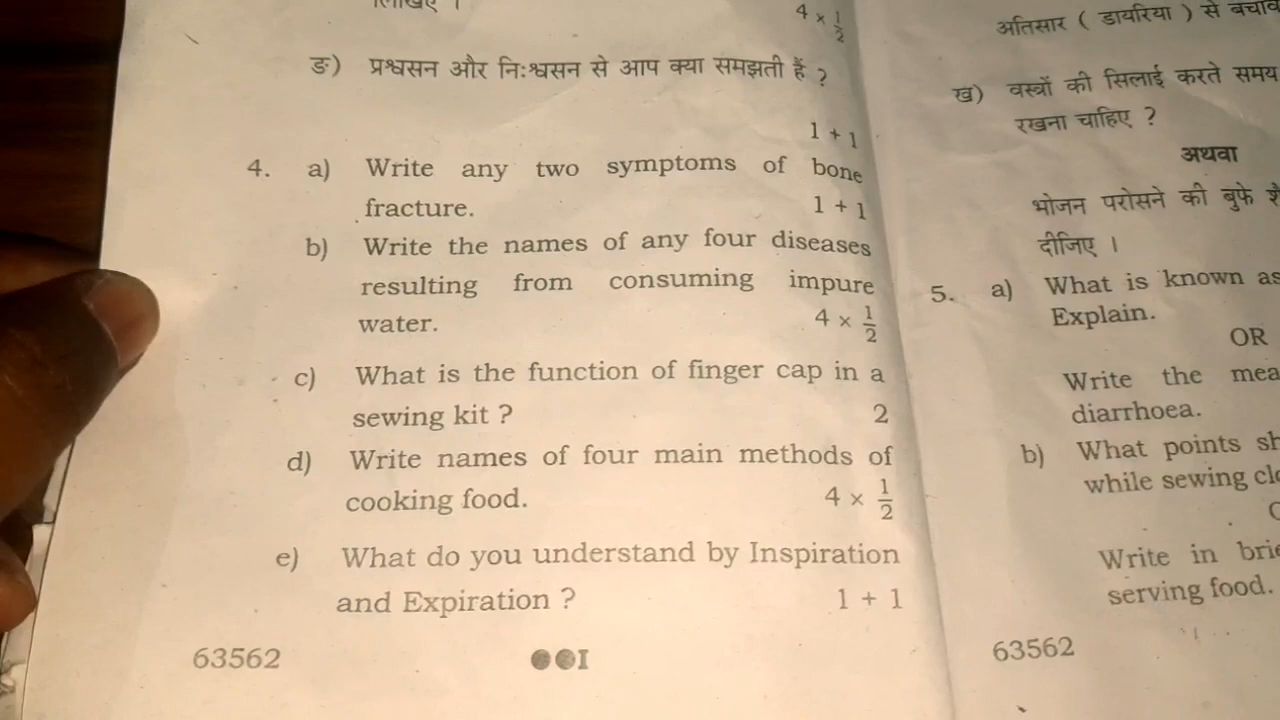 लिखिए ।
4 × 1/2
ङ) प्रश्वसन और निःश्वसन से आप क्या समझती हैं ?
1 + 1
4. a) Write any two symptoms of bone
fracture. 1 + 1
b) Write the names of any four diseases
resulting from consuming impure
water. 4 × 1/2
c) What is the function of finger cap in a
sewing kit ? 2
d) Write names of four main methods of
cooking food. 4 × 1/2
e) What do you understand by Inspiration
and Expiration ? 1 + 1
63562 I
अतिसार ( डायरिया ) से
ख) वस्त्रों की सिलाई करते समय
रखना चाहिए ?
अथवा
भोजन परोसने की बुफे
दीजिए ।
5. a) What is known as
Explain.
OR
Write the
diarrhoea.
b) What points
while sewing
Write in
serving food.
63562